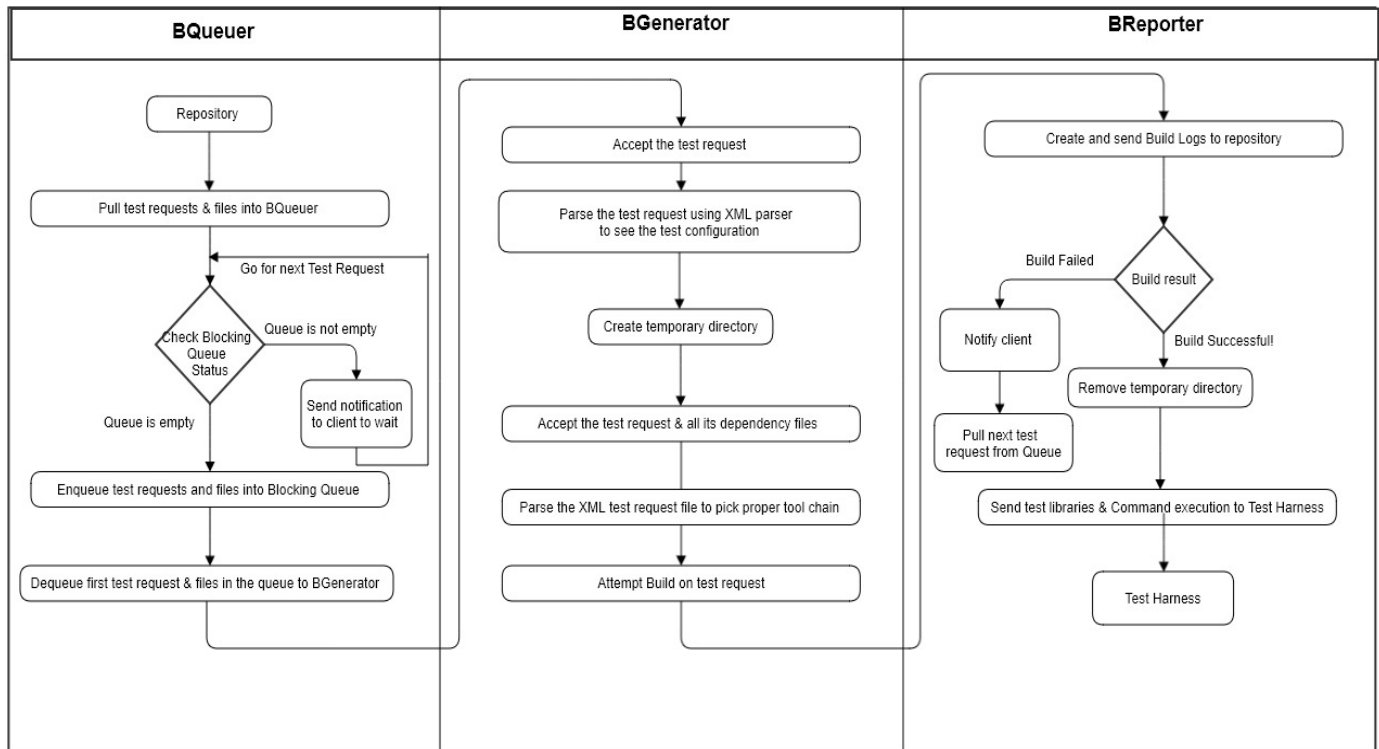 BQueuer
BGenerator
BReporter
Repository
Pull test requests & files into BQueuer
Go for next Test Request
Check Blocking
Queue
Status
Queue is not empty
Send notification
to client to wait
Queue is empty
Enqueue test requests and files into Blocking Queue
Dequeue first test request & files in the queue to BGenerator
Accept the test request
Parse the test request using XML parser
to see the test configuration
Create temporary directory
Accept the test request & all its dependency files
Parse the XML test request file to pick proper tool chain
Attempt Build on test request
Create and send Build Logs to repository
Build Failed
Build result
Notify client
Build Successful!
Pull next test
request from Queue
Remove temporary directory
Send test libraries & Command execution to Test Harness
Test Harness